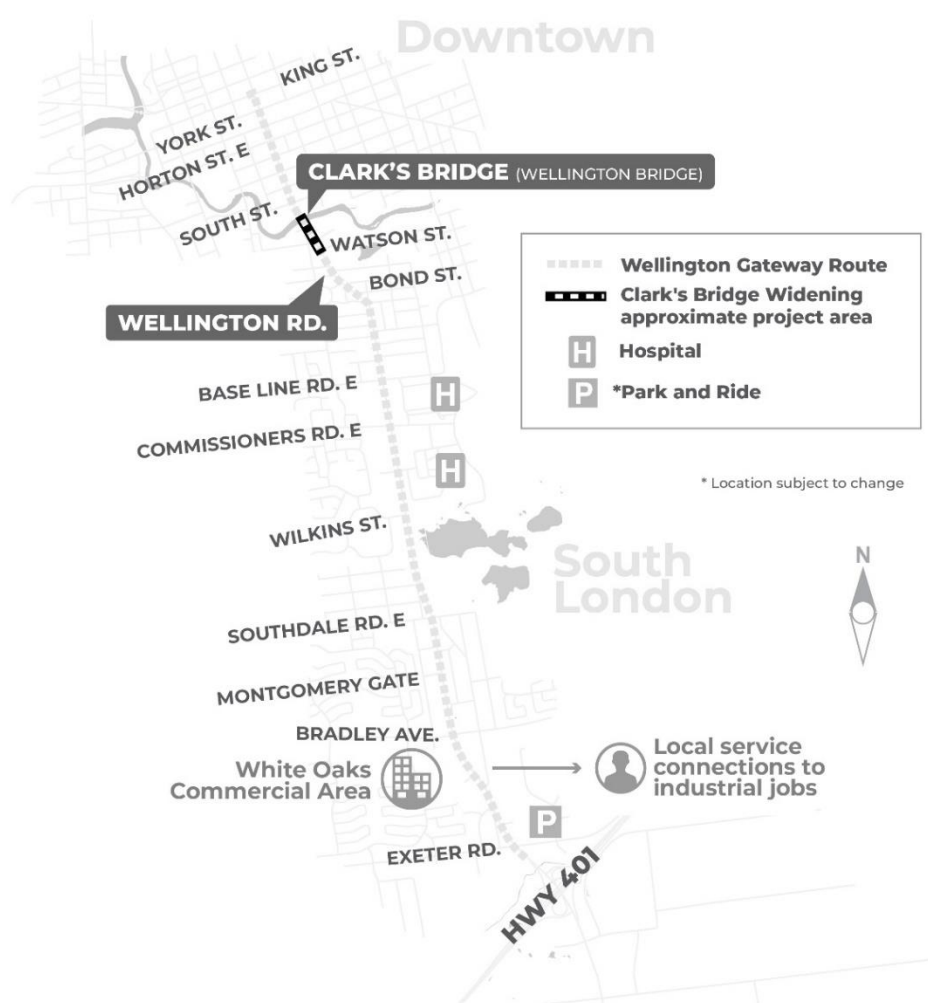 Downtown
KING ST.
YORK ST.
HORTON ST. E
CLARK'S BRIDGE (WELLINGTON BRIDGE)
SOUTH ST.
WATSON ST.
BOND ST.
WELLINGTON RD.
Wellington Gateway Route
Clark's Bridge Widening
approximate project area
H Hospital
P *Park and Ride
BASE LINE RD. E
H
COMMISSIONERS RD. E
H
* Location subject to change
WILKINS ST.
South
London
N
SOUTHDALE RD. E
MONTGOMERY GATE
BRADLEY AVE.
White Oaks
Commercial Area
Local service
connections to
industrial jobs
P
EXETER RD.
HWY 401